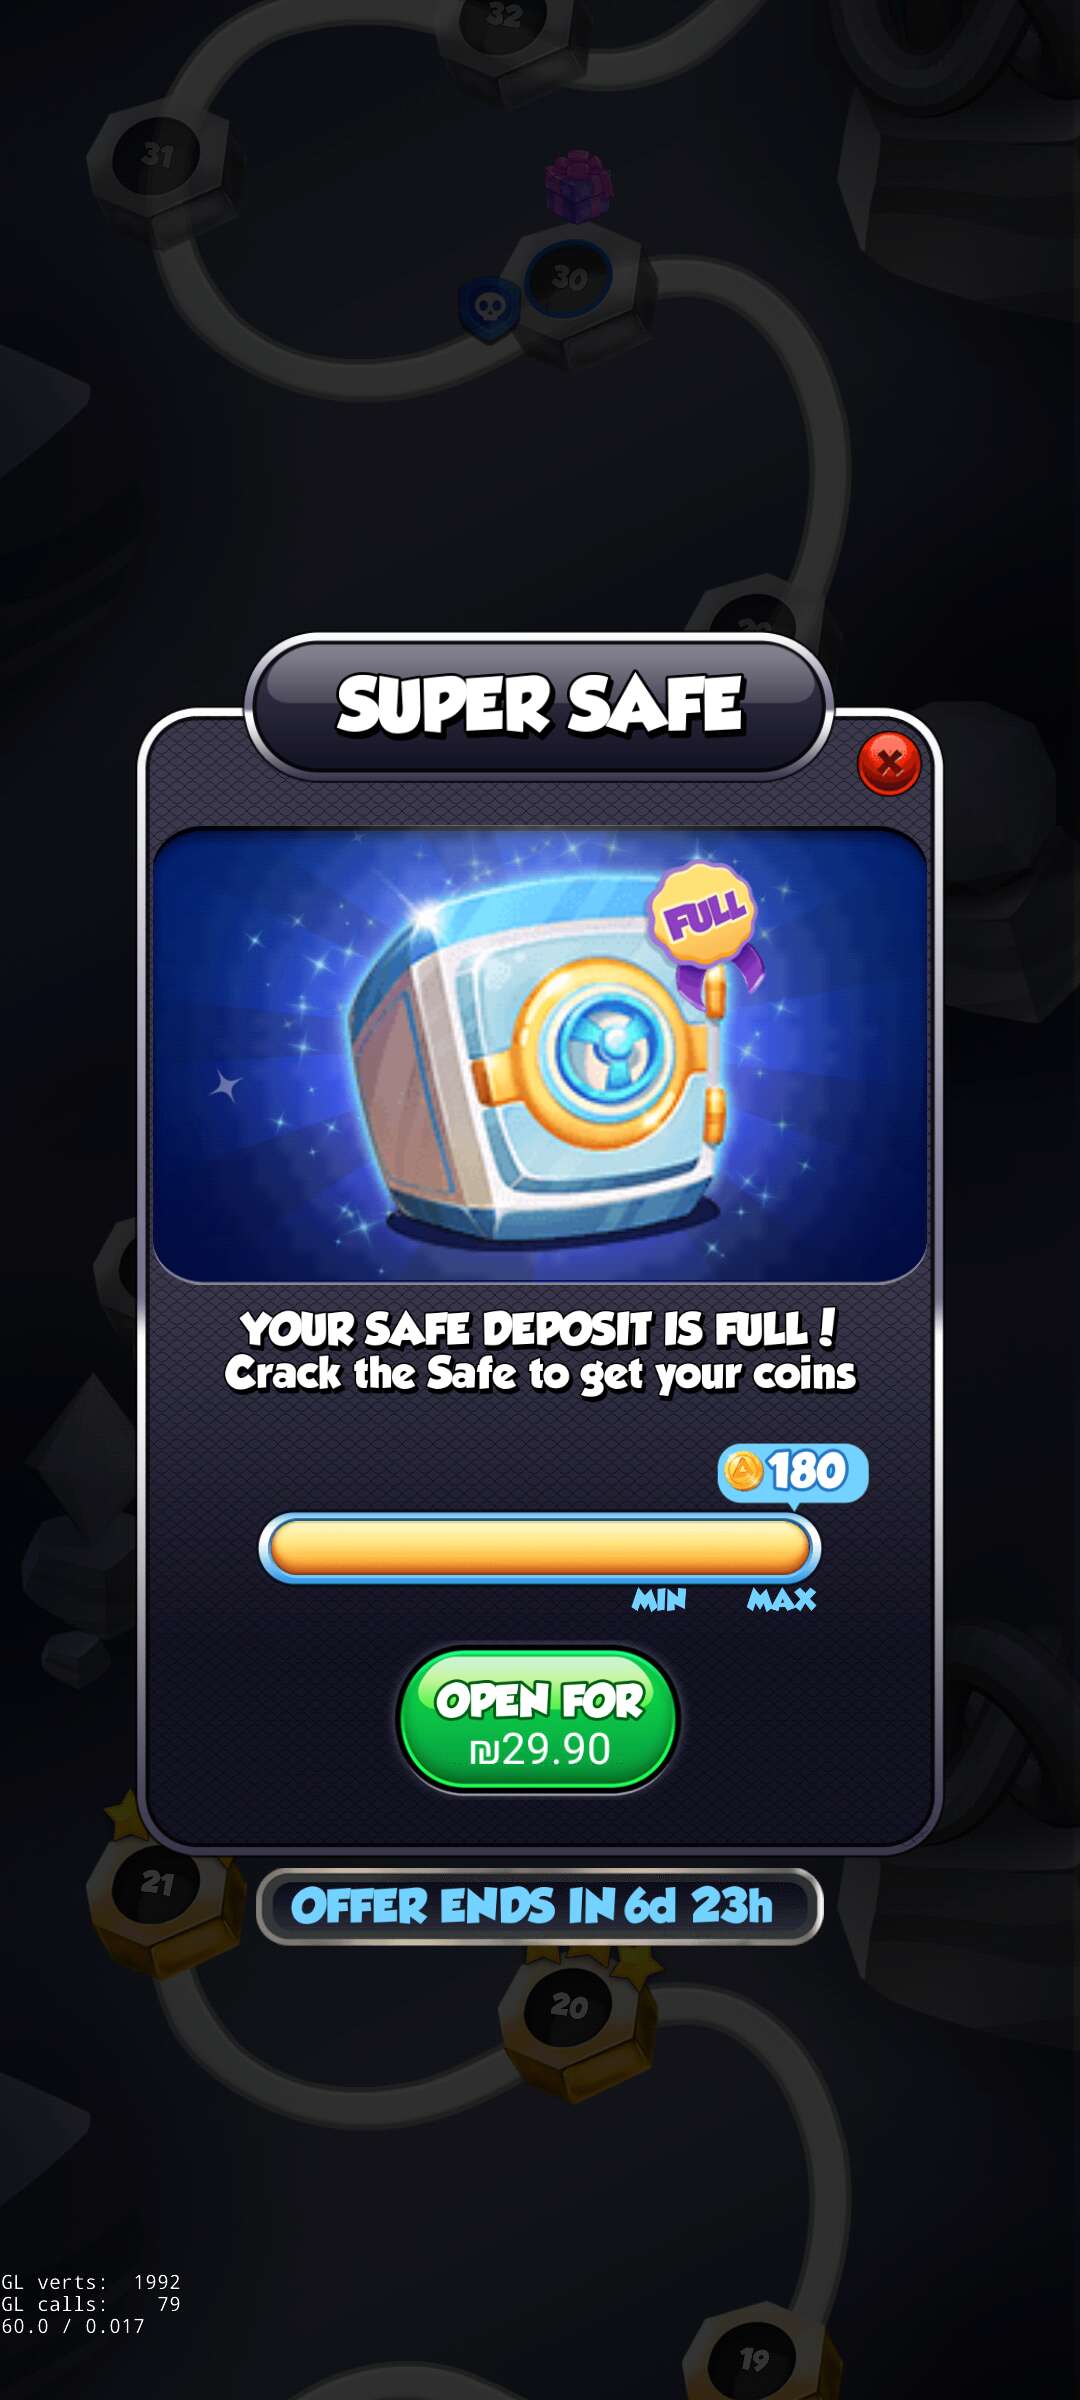 32
31
30
SUPER SAFE
FULL
YOUR SAFE DEPOSIT IS FULL!
Crack the Safe to get your coins
180
MIN MAX
OPEN FOR
₪29.90
21
OFFER ENDS IN 6d 23h
20
GL verts: 1992
GL calls: 79
60.0 / 0.017
19